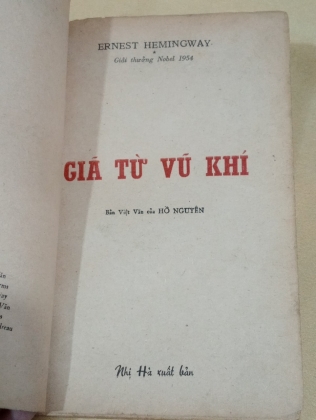 ERNEST HEMINGWAY
Giải thưởng Nobel 1954
GIÃ TỪ VŨ KHÍ
Bản Việt Văn của HỒ NGUYÊN
Nhị Hà xuất bản